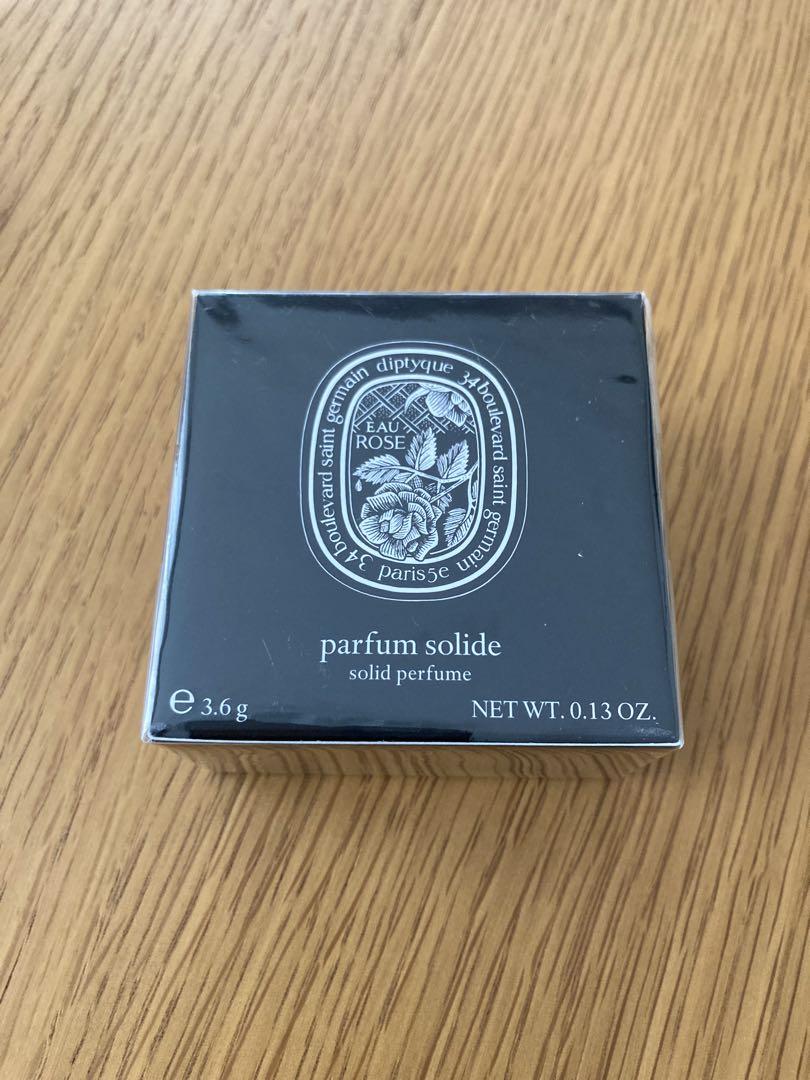 34 boulevard saint germain diptyque 34 boulevard saint germain
paris 5e
EAU
ROSE
parfum solide
solid perfume
e 3.6 g
NET WT. 0.13 OZ.